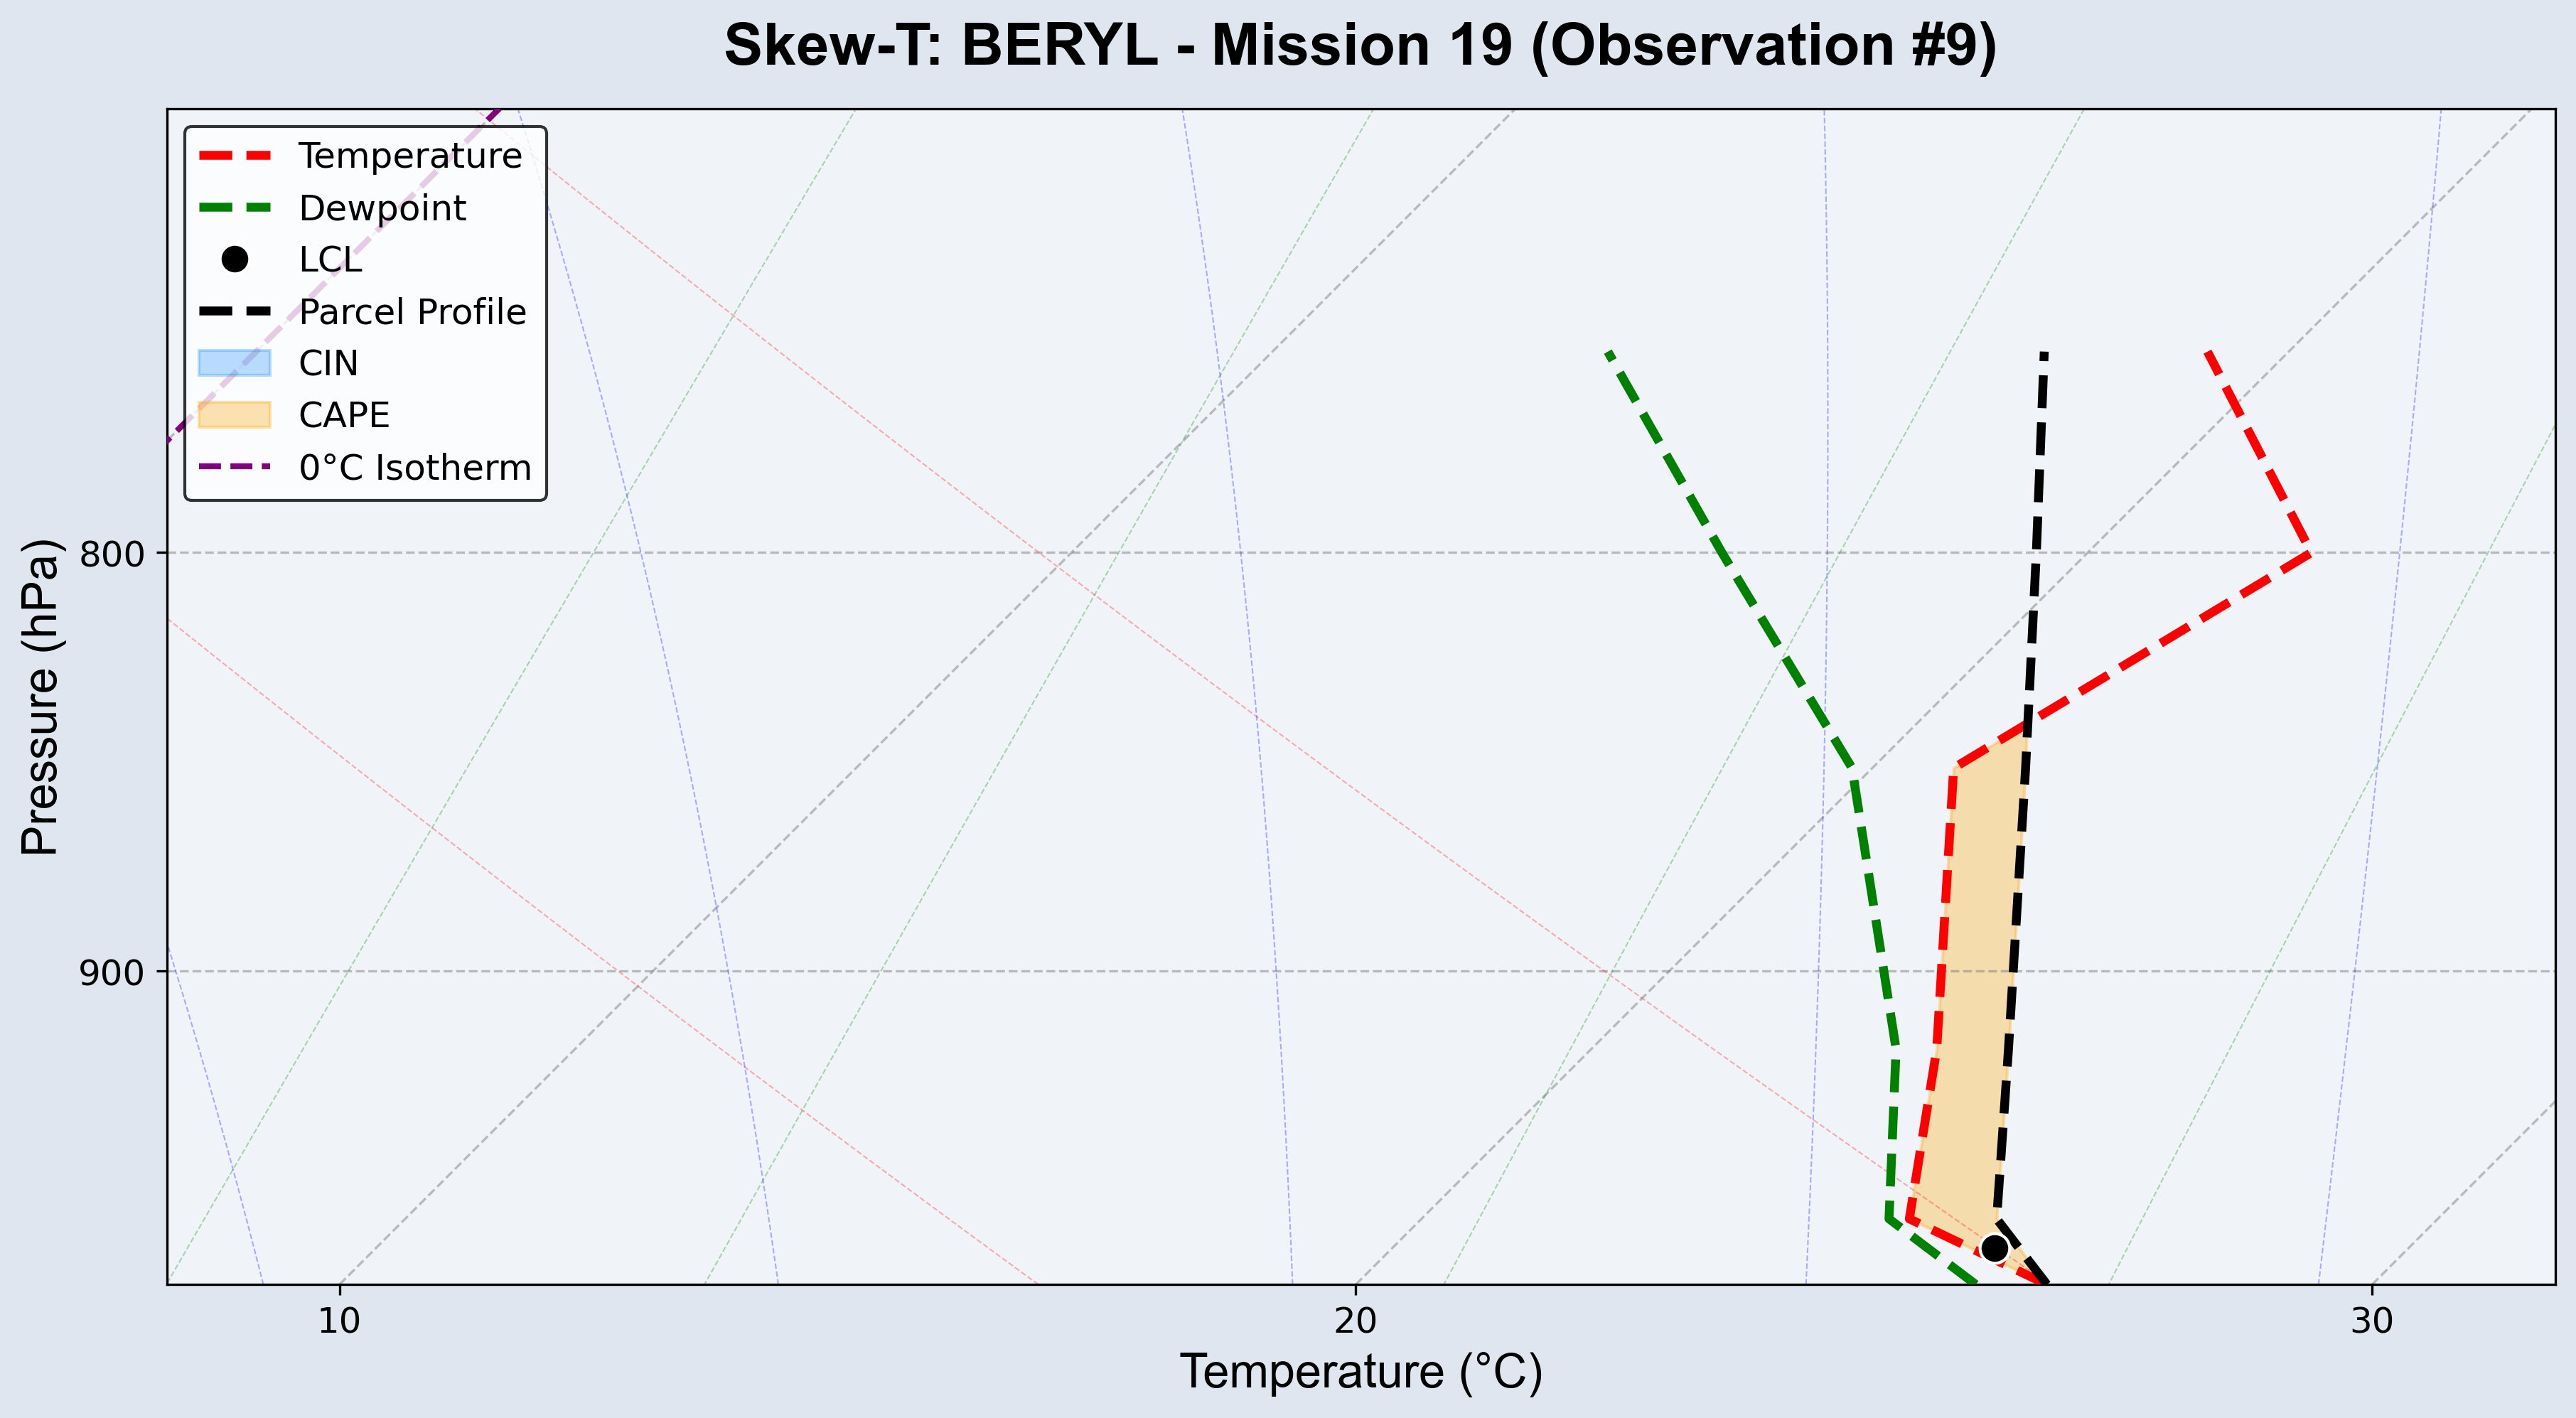 Skew-T: BERYL - Mission 19 (Observation #9)
Temperature
Dewpoint
LCL
Parcel Profile
CIN
CAPE
0°C Isotherm
Pressure (hPa)
800
900
10
20
30
Temperature (°C)